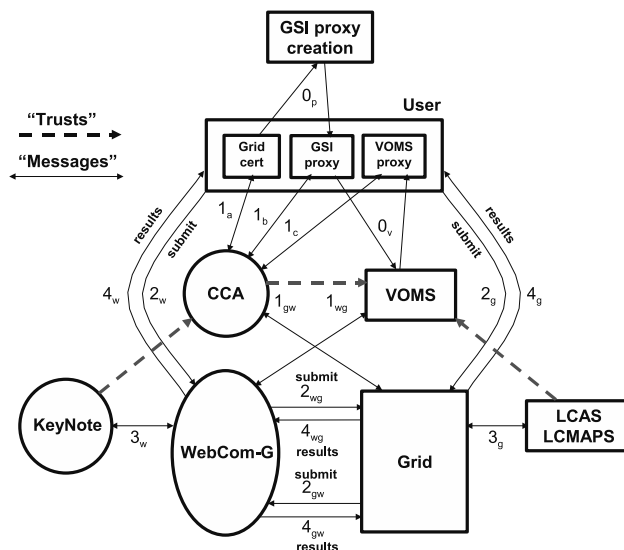 GSI proxy
creation
0p
User
"Trusts"
"Messages"
Grid
cert
GSI
proxy
VOMS
proxy
results
submit
1a
1b
1c
0v
submit
results
4w
2w
CCA
1gw
1wg
VOMS
2g
4g
KeyNote
3w
WebCom-G
submit
2wg
4wg
results
submit
2gw
4gw
results
Grid
3g
LCAS
LCMAPS